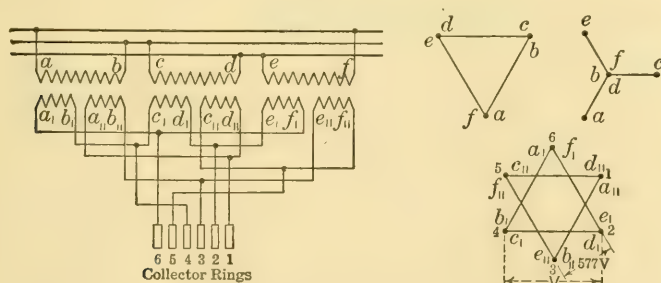 a b c d e f
a₁ b₁ a₁₁ b₁₁ c₁ d₁ c₁₁ d₁₁ e₁ f₁ e₁₁ f₁₁
6 5 4 3 2 1
Collector Rings
d c
e b
f a
e
f
b c
d
a
6
a₁ f₁
5 c₁₁ d₁₁ 1
f₁₁ a₁₁
b₁ e₁
4 c₁ d₁ 2
e₁₁ b₁₁ .577V
3
V